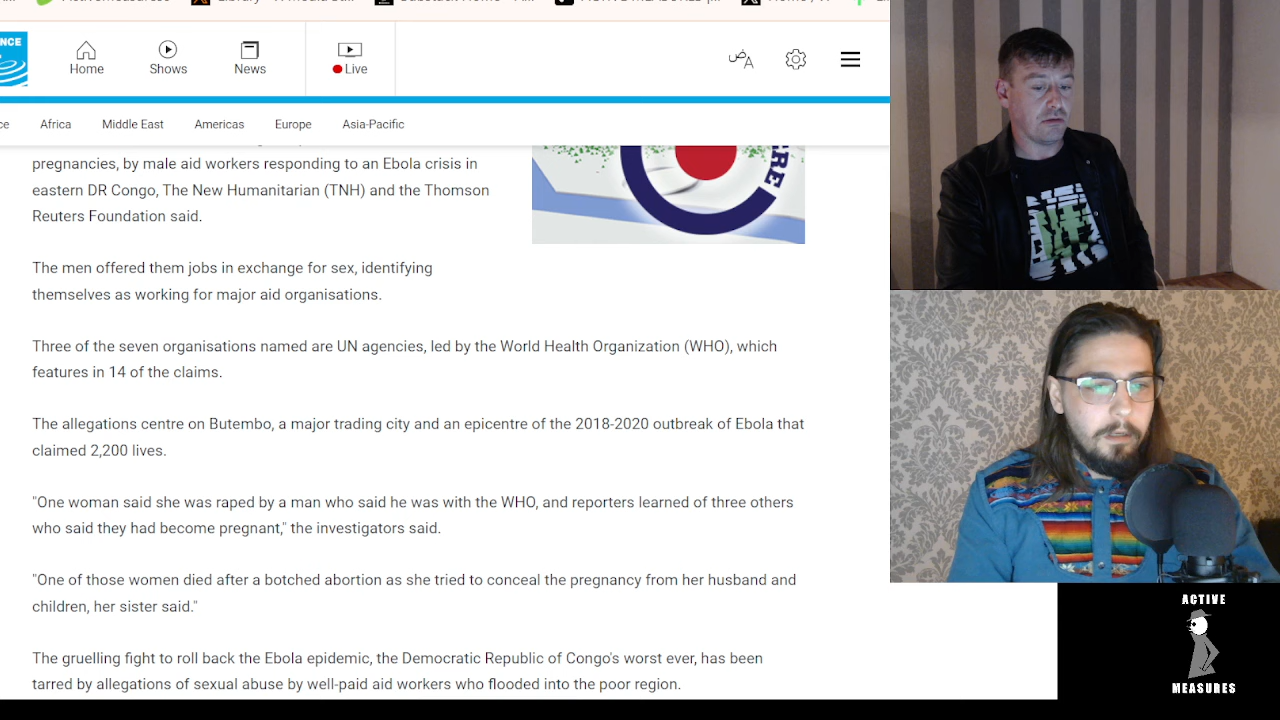 Home
Shows
News
Live
Africa
Middle East
Americas
Europe
Asia-Pacific
pregnancies, by male aid workers responding to an Ebola crisis in
eastern DR Congo, The New Humanitarian (TNH) and the Thomson
Reuters Foundation said.
The men offered them jobs in exchange for sex, identifying
themselves as working for major aid organisations.
Three of the seven organisations named are UN agencies, led by the World Health Organization (WHO), which
features in 14 of the claims.
The allegations centre on Butembo, a major trading city and an epicentre of the 2018-2020 outbreak of Ebola that
claimed 2,200 lives.
"One woman said she was raped by a man who said he was with the WHO, and reporters learned of three others
who said they had become pregnant," the investigators said.
"One of those women died after a botched abortion as she tried to conceal the pregnancy from her husband and
children, her sister said."
The gruelling fight to roll back the Ebola epidemic, the Democratic Republic of Congo's worst ever, has been
tarred by allegations of sexual abuse by well-paid aid workers who flooded into the poor region.
ACTIVE
MEASURES